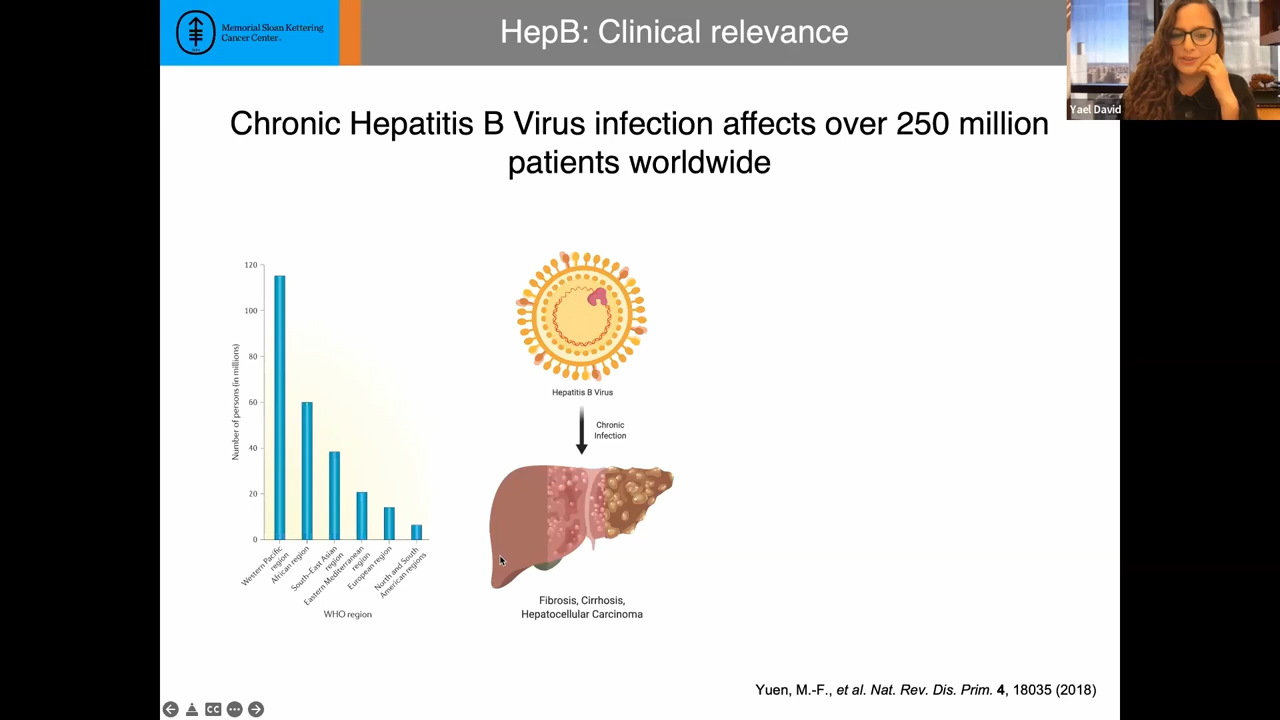 Memorial Sloan Kettering
Cancer Center
HepB: Clinical relevance
Yael David
Chronic Hepatitis B Virus infection affects over 250 million
patients worldwide
120
100
80
60
40
20
0
Number of persons (in millions)
Western Pacific
region
African region
South-East Asian
region
Eastern Mediterranean
region
European region
North and South
American regions
WHO region
Hepatitis B Virus
Chronic
Infection
Fibrosis, Cirrhosis,
Hepatocellular Carcinoma
Yuen, M.-F., et al. Nat. Rev. Dis. Prim. 4, 18035 (2018)
CC